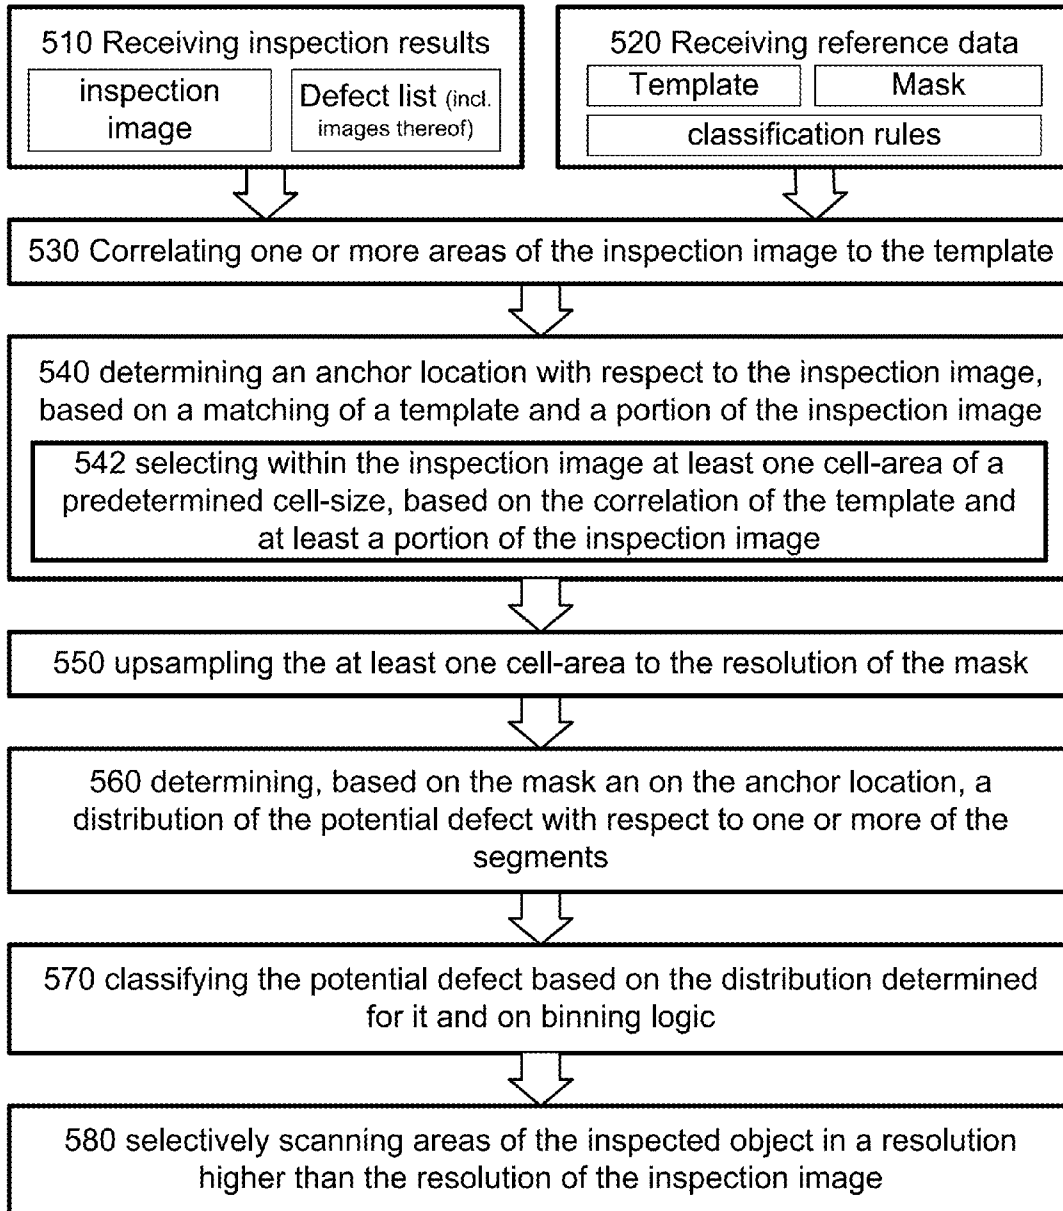 510 Receiving inspection results
inspection
image
Defect list (incl.
images thereof)
520 Receiving reference data
Template
Mask
classification rules
530 Correlating one or more areas of the inspection image to the template
540 determining an anchor location with respect to the inspection image,
based on a matching of a template and a portion of the inspection image
542 selecting within the inspection image at least one cell-area of a
predetermined cell-size, based on the correlation of the template and
at least a portion of the inspection image
550 upsampling the at least one cell-area to the resolution of the mask
560 determining, based on the mask an on the anchor location, a
distribution of the potential defect with respect to one or more of the
segments
570 classifying the potential defect based on the distribution determined
for it and on binning logic
580 selectively scanning areas of the inspected object in a resolution
higher than the resolution of the inspection image